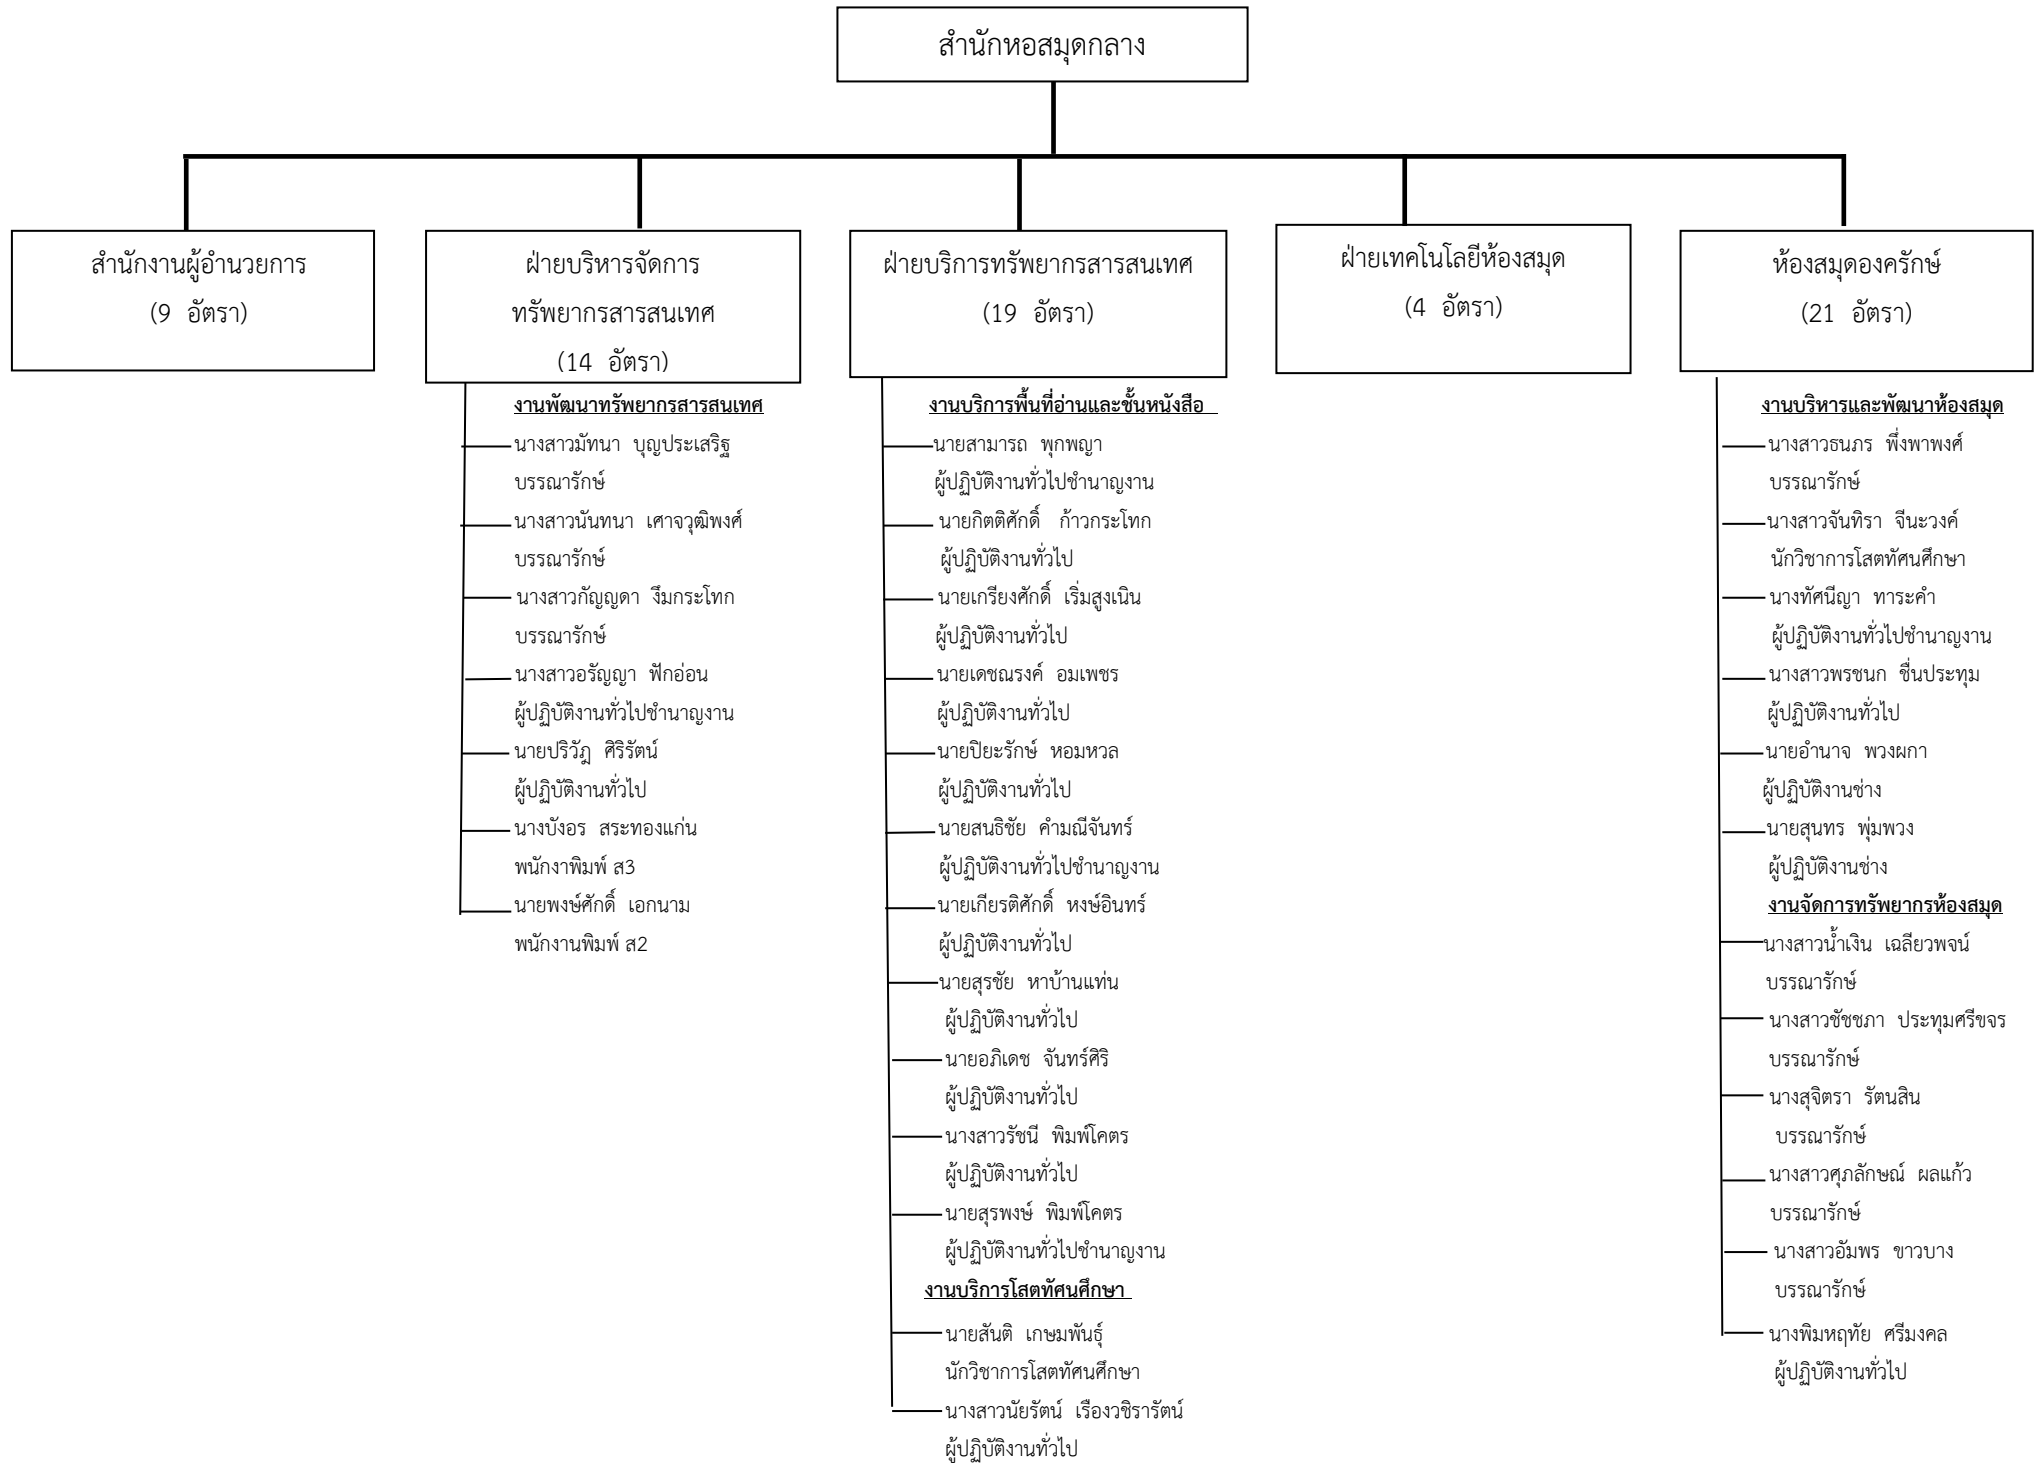 สำนักหอสมุดกลาง
สำนักงานผู้อำนวยการ
(9 อัตรา)
ฝ่ายบริหารจัดการ
ทรัพยากรสารสนเทศ
(14 อัตรา)
ฝ่ายบริการทรัพยากรสารสนเทศ
(19 อัตรา)
ฝ่ายเทคโนโลยีห้องสมุด
(4 อัตรา)
ห้องสมุดองครักษ์
(21 อัตรา)
งานพัฒนาทรัพยากรสารสนเทศ
นางสาวมัทนา บุญประเสริฐ
บรรณารักษ์
นางสาวนันทนา เศาจวุฒิพงศ์
บรรณารักษ์
นางสาวกัญญดา งึมกระโทก
บรรณารักษ์
นางสาวอรัญญา ฟักอ่อน
ผู้ปฏิบัติงานทั่วไปชำนาญงาน
นายปริวัฎ ศิริรัตน์
ผู้ปฏิบัติงานทั่วไป
นางบังอร สระทองแก่น
พนักงาพิมพ์ ส3
นายพงษ์ศักดิ์ เอกนาม
พนักงานพิมพ์ ส2
งานบริการพื้นที่อ่านและชั้นหนังสือ
นายสามารถ พุกพญา
ผู้ปฏิบัติงานทั่วไปชำนาญงาน
นายกิตติศักดิ์ ก้าวกระโทก
ผู้ปฏิบัติงานทั่วไป
นายเกรียงศักดิ์ เริ่มสูงเนิน
ผู้ปฏิบัติงานทั่วไป
นายเดชณรงค์ อมเพชร
ผู้ปฏิบัติงานทั่วไป
นายปิยะรักษ์ หอมหวล
ผู้ปฏิบัติงานทั่วไป
นายสนธิชัย คำมณีจันทร์
ผู้ปฏิบัติงานทั่วไปชำนาญงาน
นายเกียรติศักดิ์ หงษ์อินทร์
ผู้ปฏิบัติงานทั่วไป
นายสุรชัย หาบ้านแท่น
ผู้ปฏิบัติงานทั่วไป
นายอภิเดช จันทร์ศิริ
ผู้ปฏิบัติงานทั่วไป
นางสาวรัชนี พิมพ์โคตร
ผู้ปฏิบัติงานทั่วไป
นายสุรพงษ์ พิมพ์โคตร
ผู้ปฏิบัติงานทั่วไปชำนาญงาน
งานบริการโสตทัศนศึกษา
นายสันติ เกษมพันธุ์
นักวิชาการโสตทัศนศึกษา
นางสาวนัยรัตน์ เรืองวชิรารัตน์
ผู้ปฏิบัติงานทั่วไป
งานบริหารและพัฒนาห้องสมุด
นางสาวธนภร พึ่งพาพงศ์
บรรณารักษ์
นางสาวจันทิรา จีนะวงค์
นักวิชาการโสตทัศนศึกษา
นางทัศนีญา ทาระคำ
ผู้ปฏิบัติงานทั่วไปชำนาญงาน
นางสาวพรชนก ชื่นประทุม
ผู้ปฏิบัติงานทั่วไป
นายอำนาจ พวงผกา
ผู้ปฏิบัติงานช่าง
นายสุนทร พุ่มพวง
ผู้ปฏิบัติงานช่าง
งานจัดการทรัพยากรห้องสมุด
นางสาวน้ำเงิน เฉลียวพจน์
บรรณารักษ์
นางสาวชัชชภา ประทุมศรีขจร
บรรณารักษ์
นางสุจิตรา รัตนสิน
บรรณารักษ์
นางสาวศุภลักษณ์ ผลแก้ว
บรรณารักษ์
นางสาวอัมพร ขาวบาง
บรรณารักษ์
นางพิมหฤทัย ศรีมงคล
ผู้ปฏิบัติงานทั่วไป